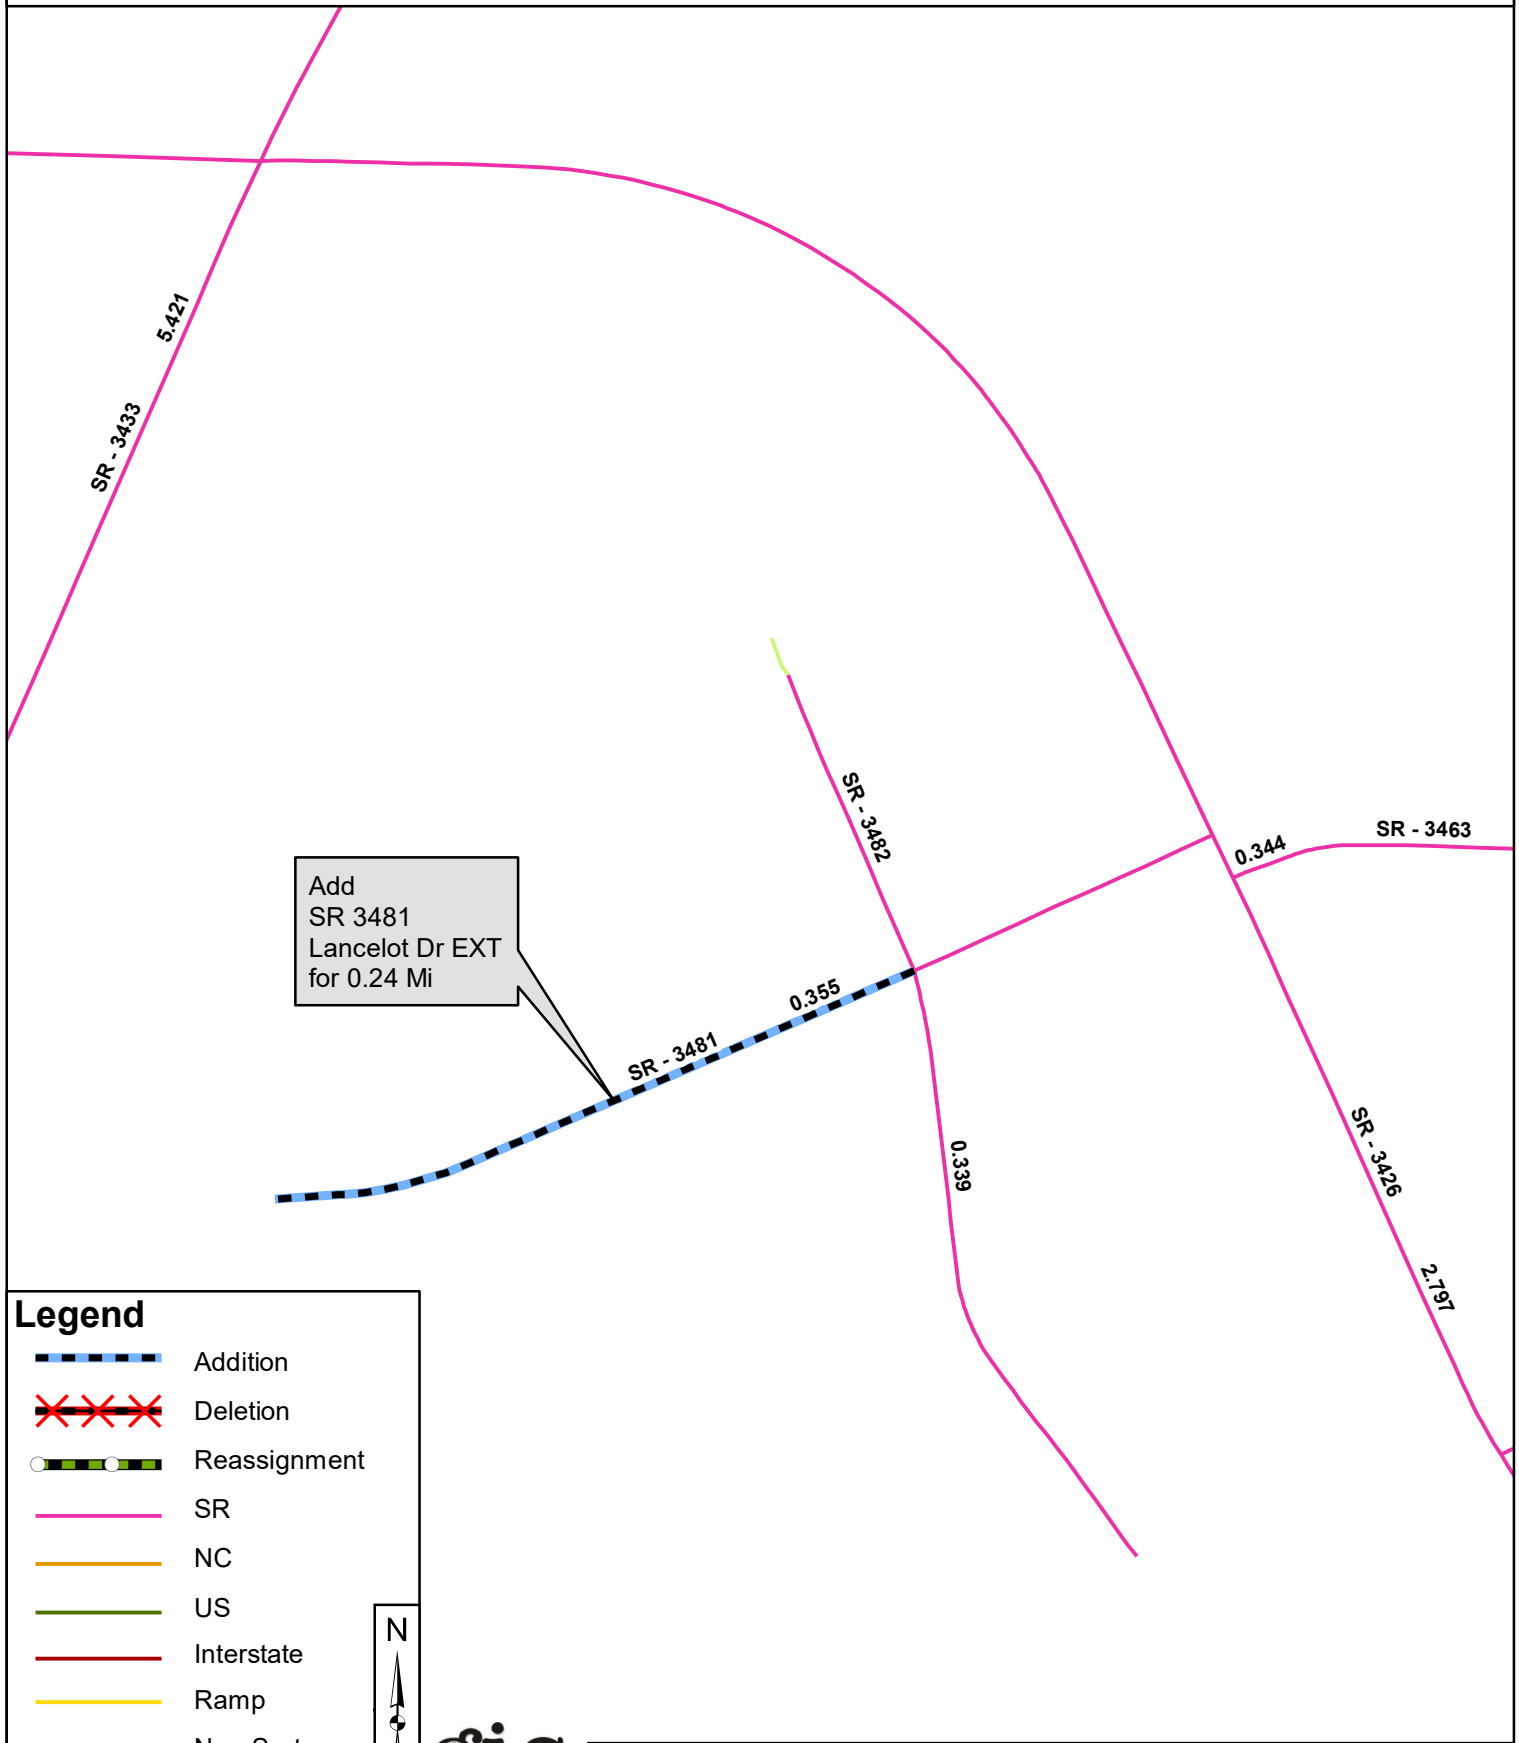 5.421
SR - 3433
SR - 3482
SR - 3463
0.344
Add
SR 3481
Lancelot Dr EXT
for 0.24 Mi
0.355
SR - 3481
0.339
SR - 3426
2.797
Legend
Addition
Deletion
Reassignment
SR
NC
US
Interstate
Ramp
N